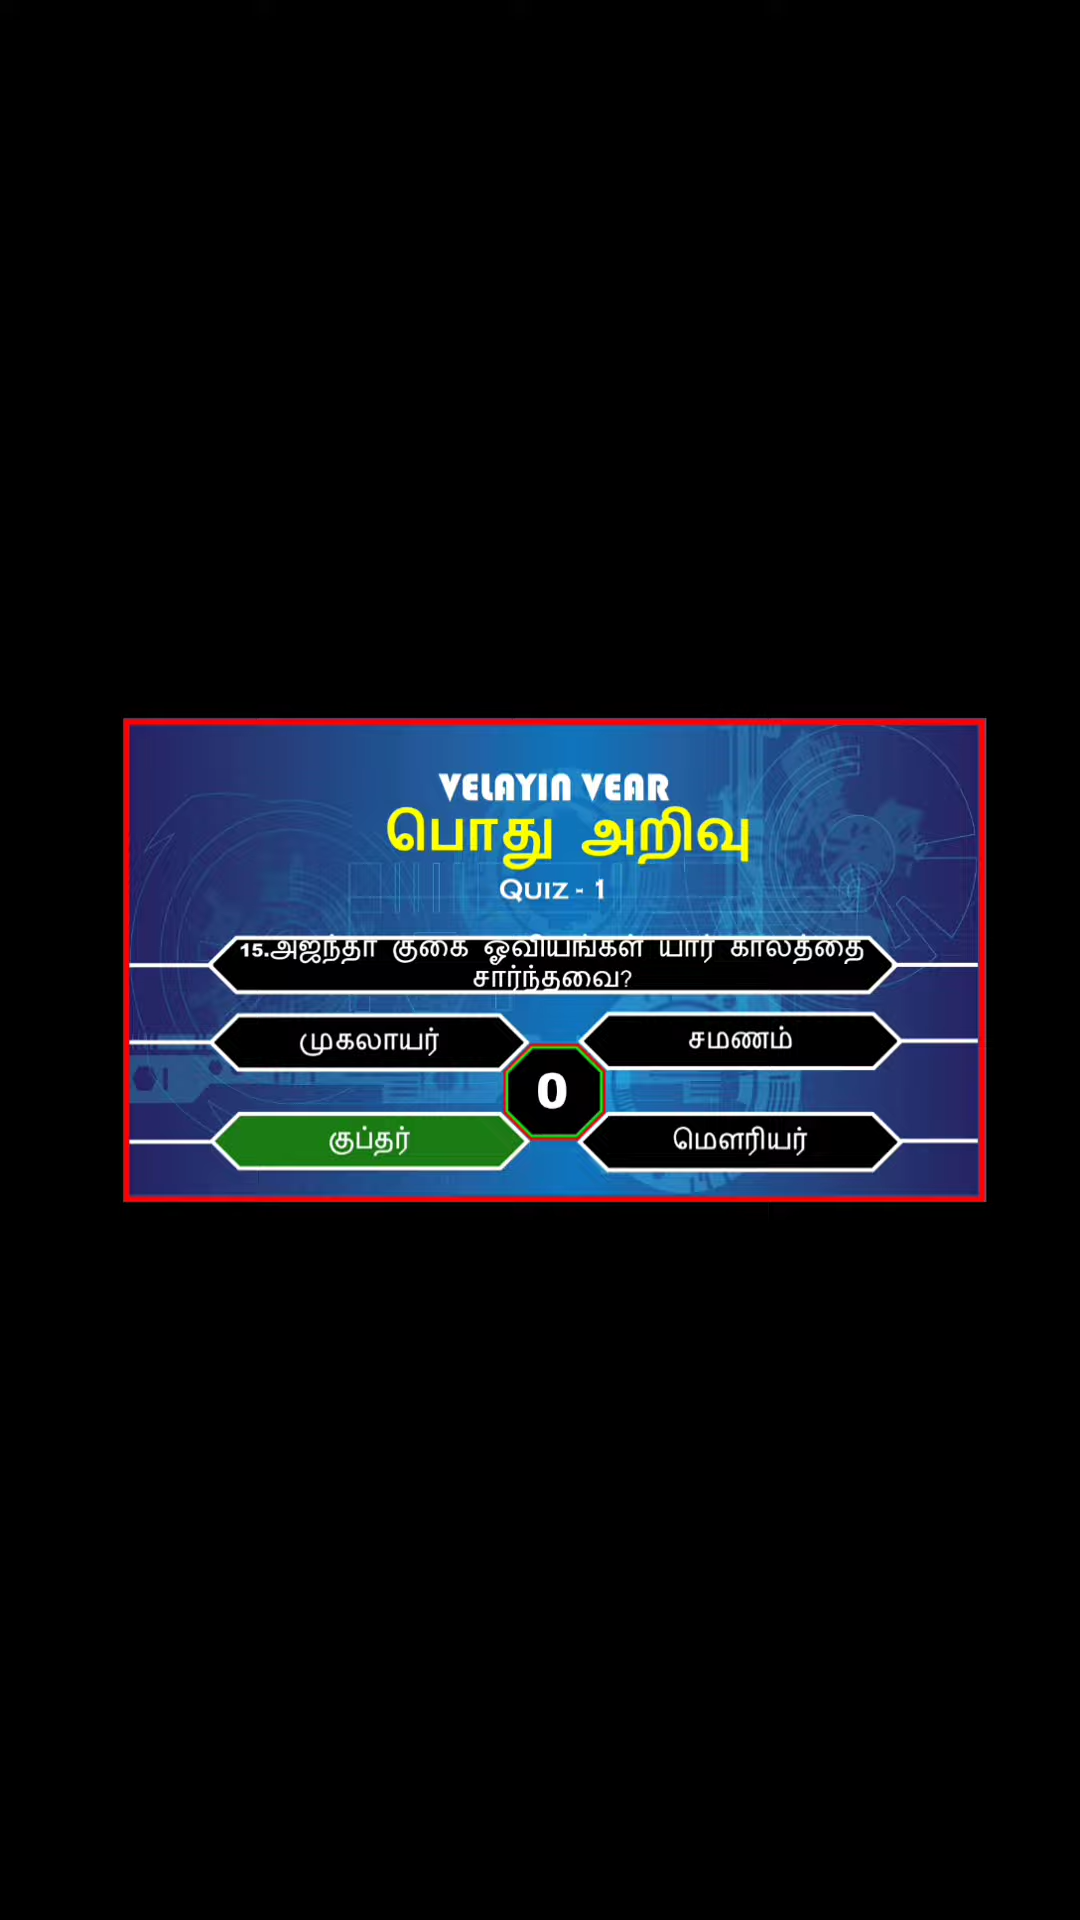 VELAYIN VEAR
பொது அறிவு
Quiz - 1
15.அஜந்தா குகை ஓவியங்கள் யார் காலத்தை
சார்ந்தவை?
முகலாயர்
சமணம்
0
குப்தர்
மௌரியர்